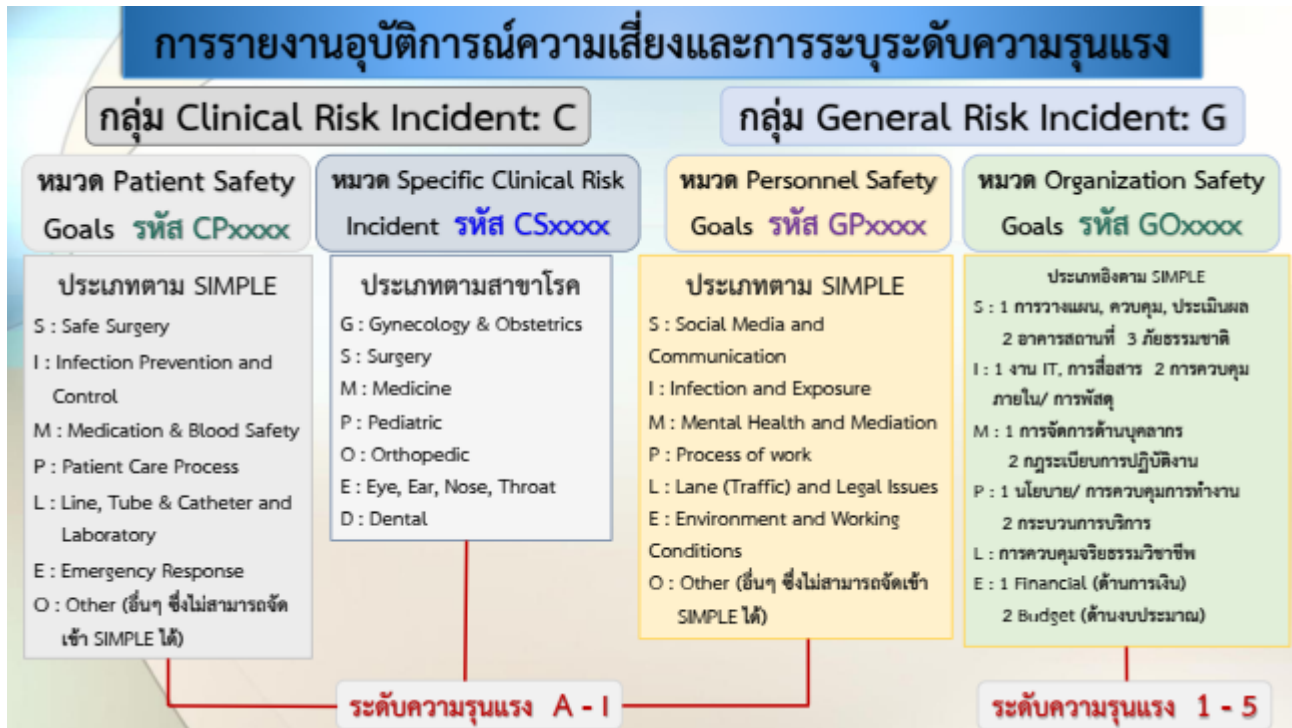 การรายงานอุบัติการณ์ความเสี่ยงและการระบุระดับความรุนแรง
กลุ่ม Clinical Risk Incident: C
กลุ่ม General Risk Incident: G
หมวด Patient Safety
Goals รหัส CPxxxx
หมวด Specific Clinical Risk
Incident รหัส CSxxxx
หมวด Personnel Safety
Goals รหัส GPxxxx
หมวด Organization Safety
Goals รหัส GOxxxx
ประเภทตาม SIMPLE
S : Safe Surgery
I : Infection Prevention and
Control
M : Medication & Blood Safety
P : Patient Care Process
L : Line, Tube & Catheter and
Laboratory
E : Emergency Response
O : Other (อื่นๆ ซึ่งไม่สามารถจัด
เข้า SIMPLE ได้)
ประเภทตามสาขาโรค
G : Gynecology & Obstetrics
S : Surgery
M : Medicine
P : Pediatric
O : Orthopedic
E : Eye, Ear, Nose, Throat
D : Dental
ประเภทตาม SIMPLE
S : Social Media and
Communication
I : Infection and Exposure
M : Mental Health and Mediation
P : Process of work
L : Lane (Traffic) and Legal Issues
E : Environment and Working
Conditions
O : Other (อื่นๆ ซึ่งไม่สามารถจัดเข้า
SIMPLE ได้)
ประเภทอิงตาม SIMPLE
S : 1 การวางแผน, ควบคุม, ประเมินผล
2 อาคารสถานที่ 3 ภัยธรรมชาติ
I : 1 งาน IT, การสื่อสาร 2 การควบคุม
ภายใน/ การพัสดุ
M : 1 การจัดการด้านบุคลากร
2 กฎระเบียบการปฏิบัติงาน
P : 1 นโยบาย/ การควบคุมการทำงาน
2 กระบวนการบริการ
L : การควบคุมจริยธรรมวิชาชีพ
E : 1 Financial (ด้านการเงิน)
2 Budget (ด้านงบประมาณ)
ระดับความรุนแรง A - I
ระดับความรุนแรง 1 - 5